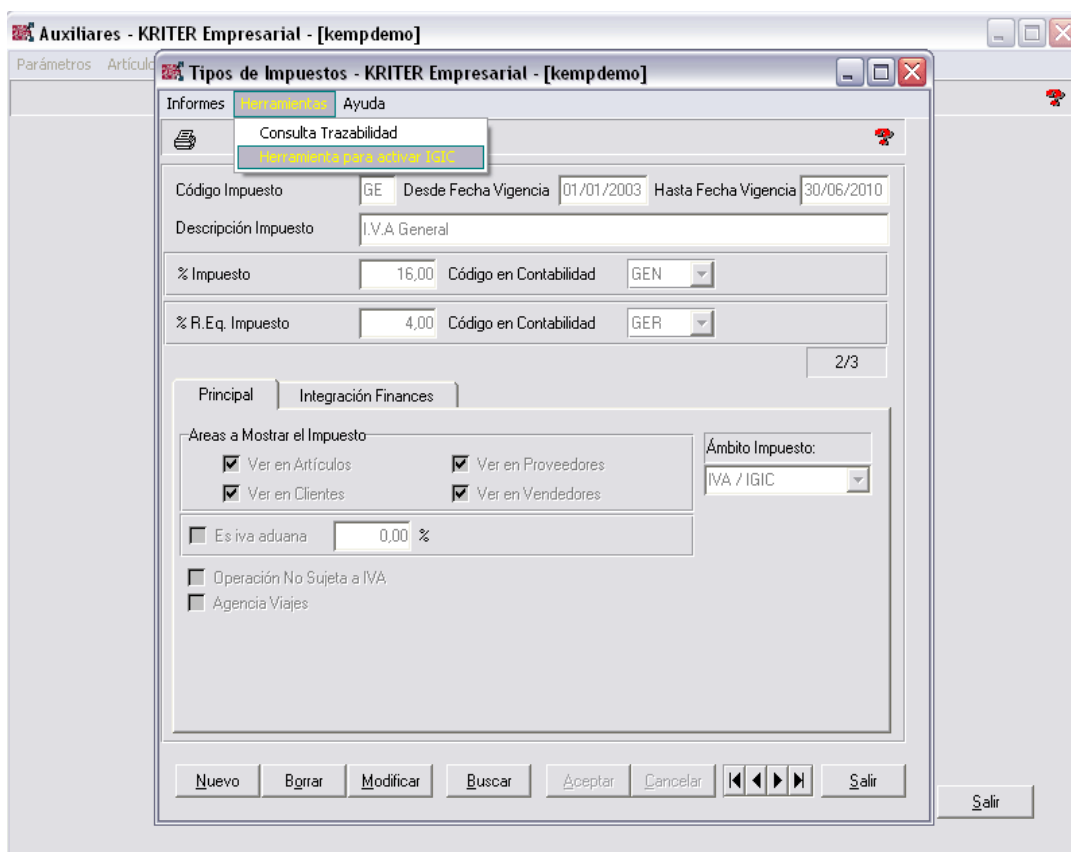 Auxiliares - KRITER Empresarial - [kempdemo]
Parámetros Artículo
Tipos de Impuestos - KRITER Empresarial - [kempdemo]
Informes Herramientas Ayuda
Consulta Trazabilidad
Herramienta para activar IGIC
Código Impuesto GE Desde Fecha Vigencia 01/01/2003 Hasta Fecha Vigencia 30/06/2010
Descripción Impuesto I.V.A General
% Impuesto 16,00 Código en Contabilidad GEN
% R.Eq. Impuesto 4,00 Código en Contabilidad GER
2/3
Principal Integración Finances
Areas a Mostrar el Impuesto
Ver en Artículos Ver en Proveedores
Ver en Clientes Ver en Vendedores
Ámbito Impuesto:
IVA / IGIC
Es iva aduana 0,00 %
Operación No Sujeta a IVA
Agencia Viajes
Nuevo Borrar Modificar Buscar Aceptar Cancelar Salir
Salir